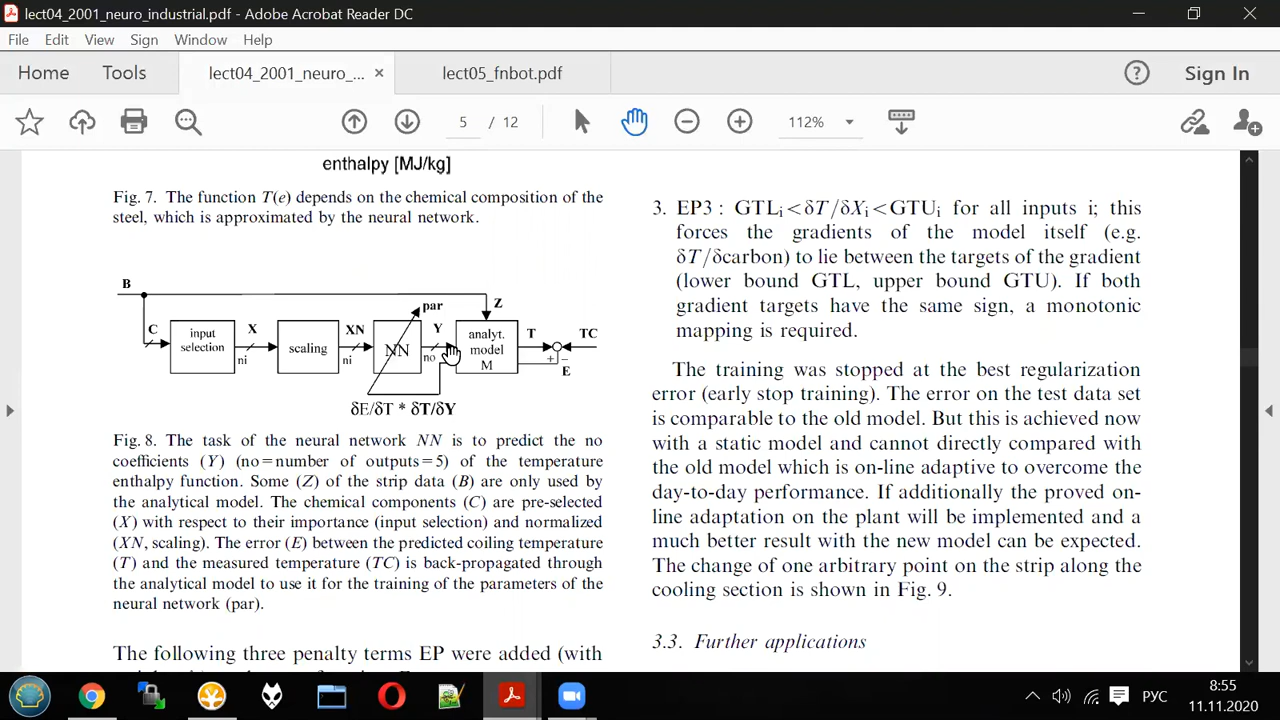 lect04_2001_neuro_industrial.pdf - Adobe Acrobat Reader DC
File Edit View Sign Window Help
Home Tools lect04_2001_neuro_... × lect05_fnbot.pdf ? Sign In
5 / 12 112%
enthalpy [MJ/kg]
Fig. 7. The function T(e) depends on the chemical composition of the
steel, which is approximated by the neural network.
B
par
Z
C
input
selection
X
ni
scaling
XN
ni
NN
Y
no
analyt.
model
M
T
TC
+
−
E
δE/δT * δT/δY
Fig. 8. The task of the neural network NN is to predict the no
coefficients (Y) (no = number of outputs = 5) of the temperature
enthalpy function. Some (Z) of the strip data (B) are only used by
the analytical model. The chemical components (C) are pre-selected
(X) with respect to their importance (input selection) and normalized
(XN, scaling). The error (E) between the predicted coiling temperature
(T) and the measured temperature (TC) is back-propagated through
the analytical model to use it for the training of the parameters of the
neural network (par).
The following three penalty terms EP were added (with
3. EP3 : GTLi<δT/δXi<GTUi for all inputs i; this
forces the gradients of the model itself (e.g.
δT/δcarbon) to lie between the targets of the gradient
(lower bound GTL, upper bound GTU). If both
gradient targets have the same sign, a monotonic
mapping is required.
The training was stopped at the best regularization
error (early stop training). The error on the test data set
is comparable to the old model. But this is achieved now
with a static model and cannot directly compared with
the old model which is on-line adaptive to overcome the
day-to-day performance. If additionally the proved on-
line adaptation on the plant will be implemented and a
much better result with the new model can be expected.
The change of one arbitrary point on the strip along the
cooling section is shown in Fig. 9.
3.3. Further applications
РУС
8:55
11.11.2020